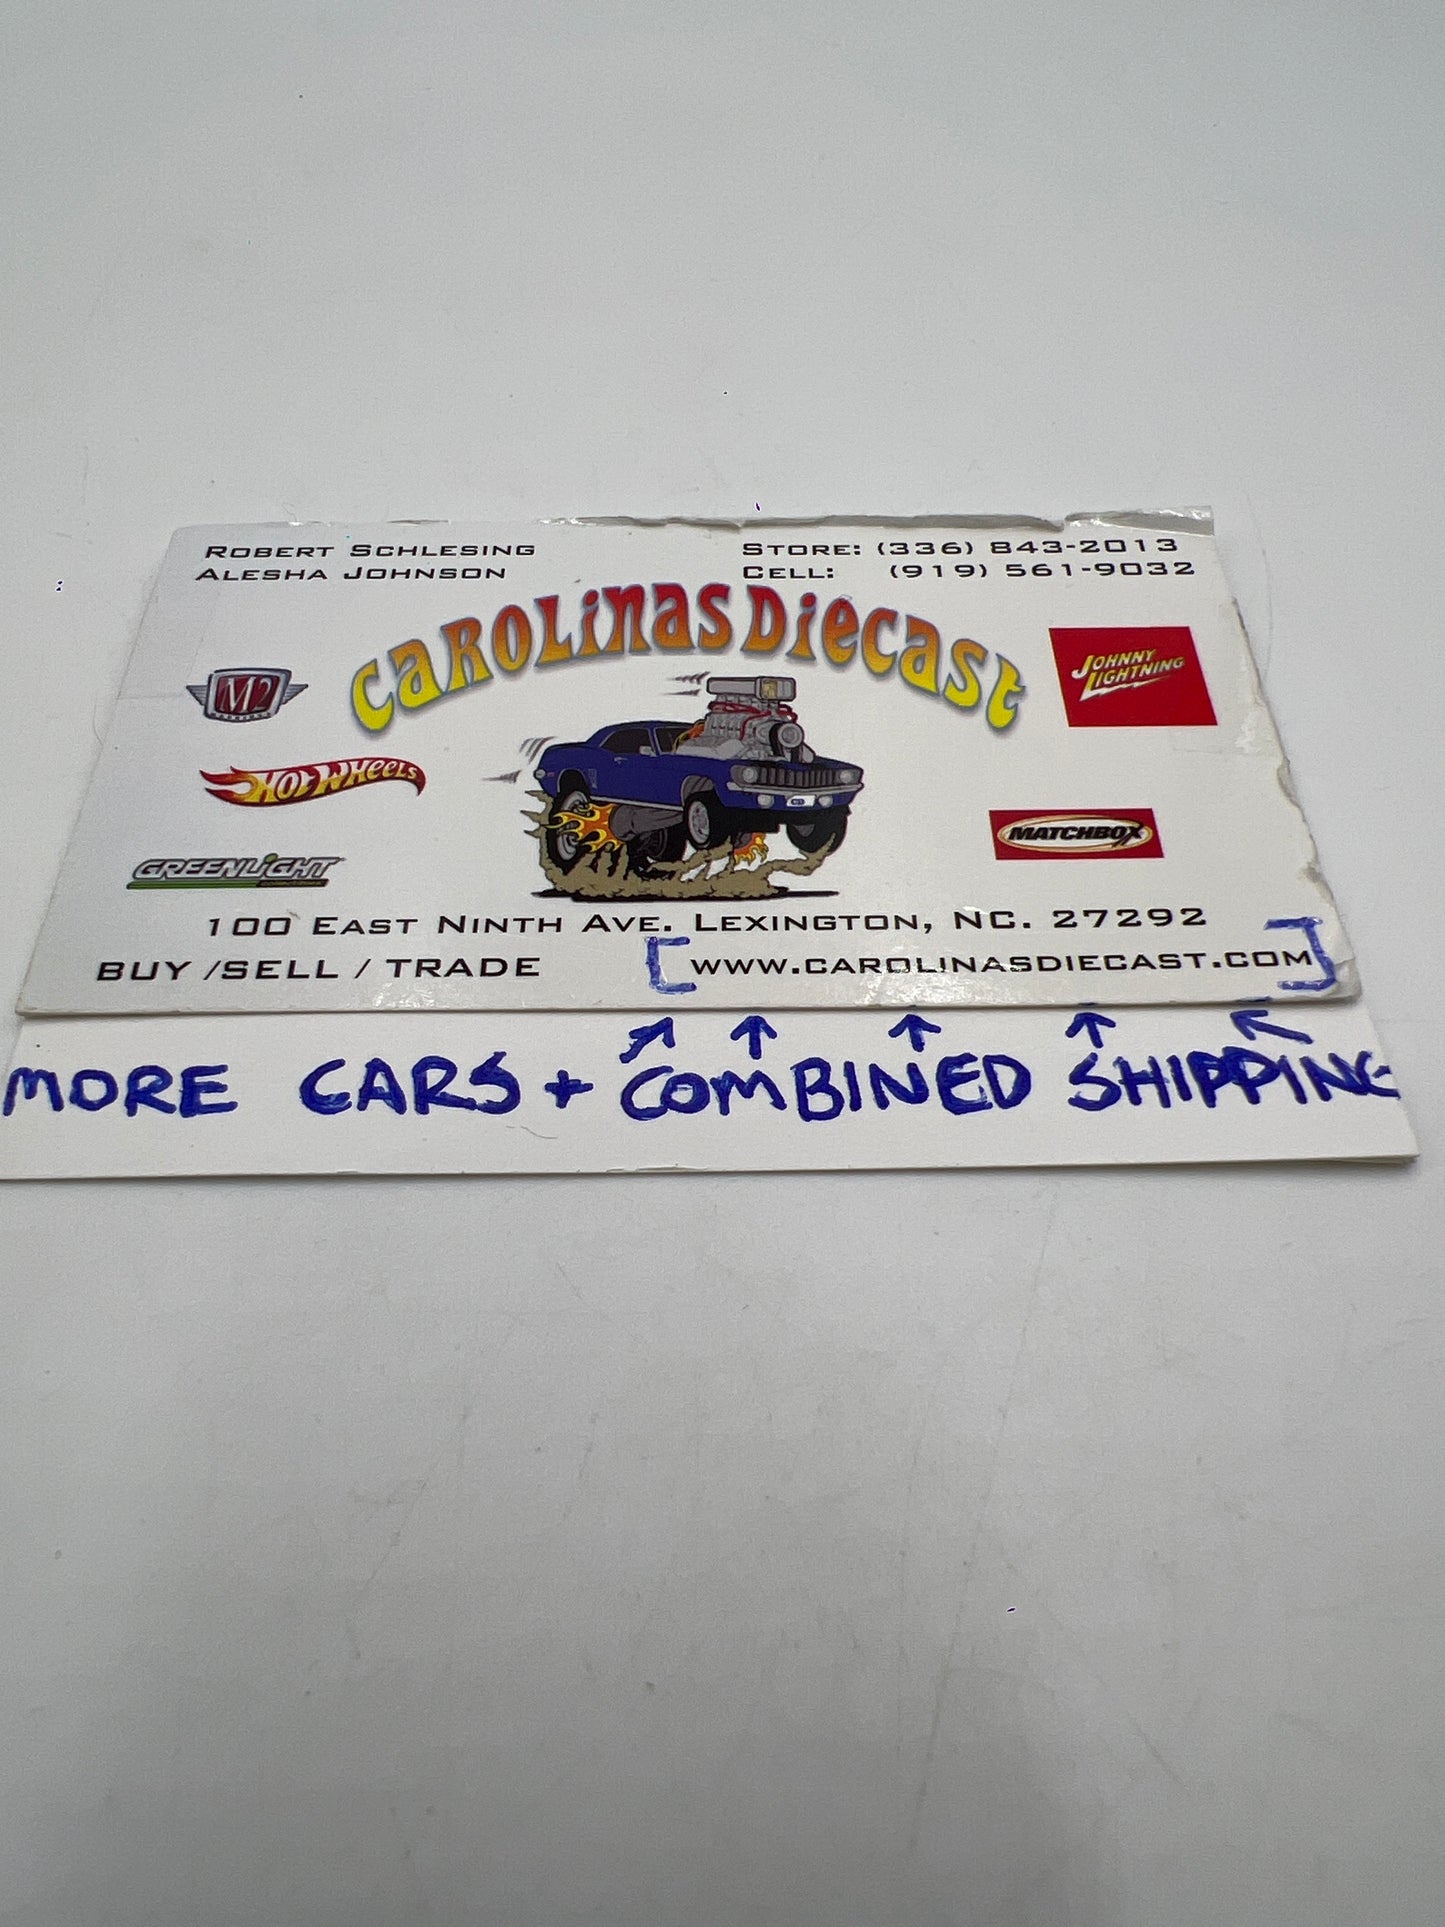 ROBERT SCHLESING
ALESHA JOHNSON
STORE: (336) 843-2013
CELL: (919) 561-9032
CAROLINAS DIECAST
M2
JOHNNY LIGHTNING
HOT WHEELS
MATCHBOX
GREENLIGHT
100 EAST NINTH AVE. LEXINGTON, NC. 27292
BUY /SELL / TRADE
[WWW.CAROLINASDIECAST.COM]
MORE CARS + COMBINED SHIPPING